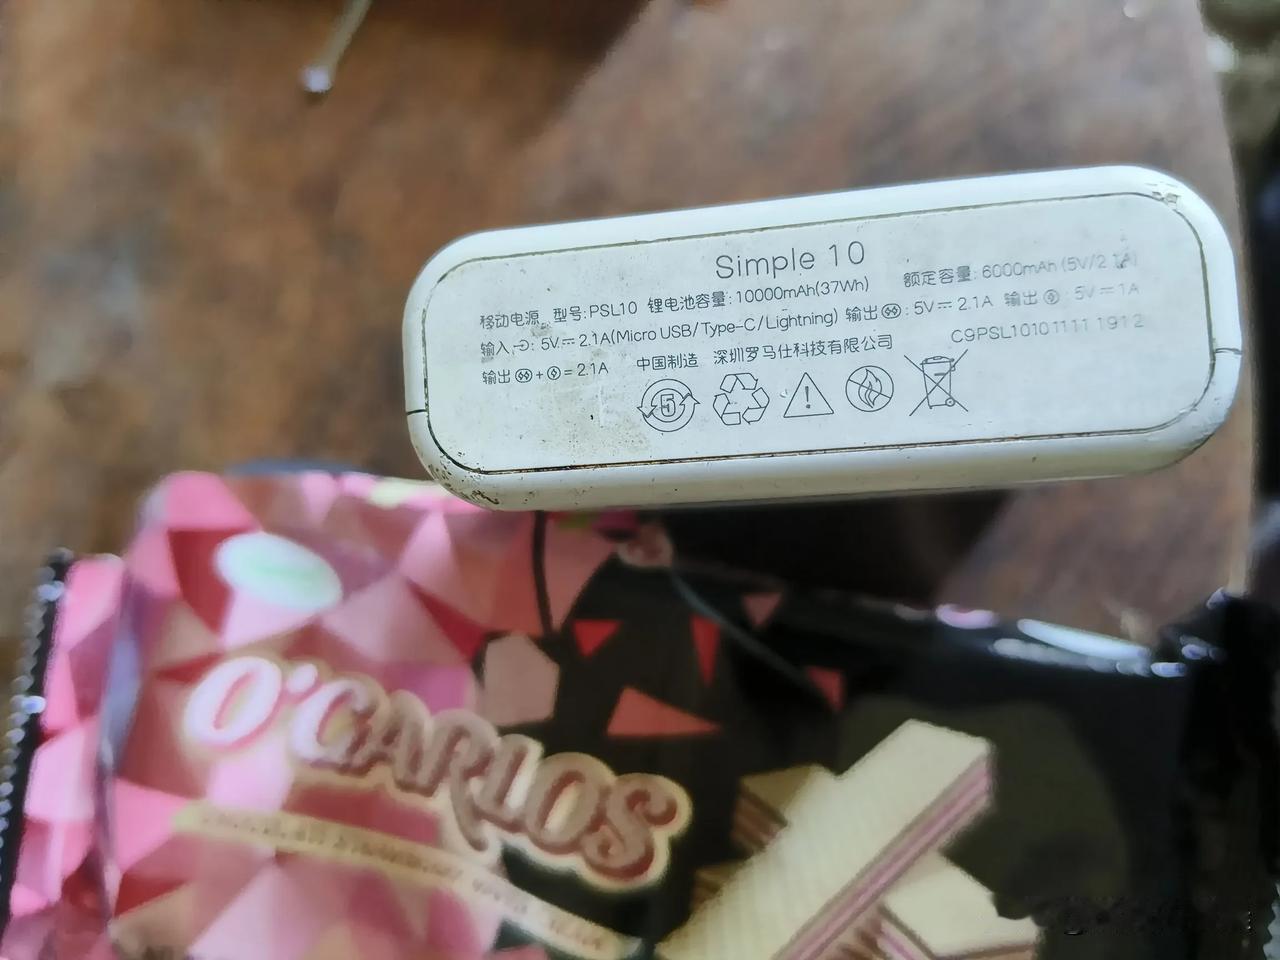 Simple 10
移动电源 型号:PSL10 锂电池容量:10000mAh(37Wh) 额定容量:6000mAh (5V/2.1A)
输入: 5V⎓2.1A(Micro USB/Type-C/Lightning) 输出: 5V⎓2.1A 输出: 5V⎓1A
输出 + =2.1A 中国制造 深圳罗马仕科技有限公司 C9PSL10101111 1912
5
O'GARLOS